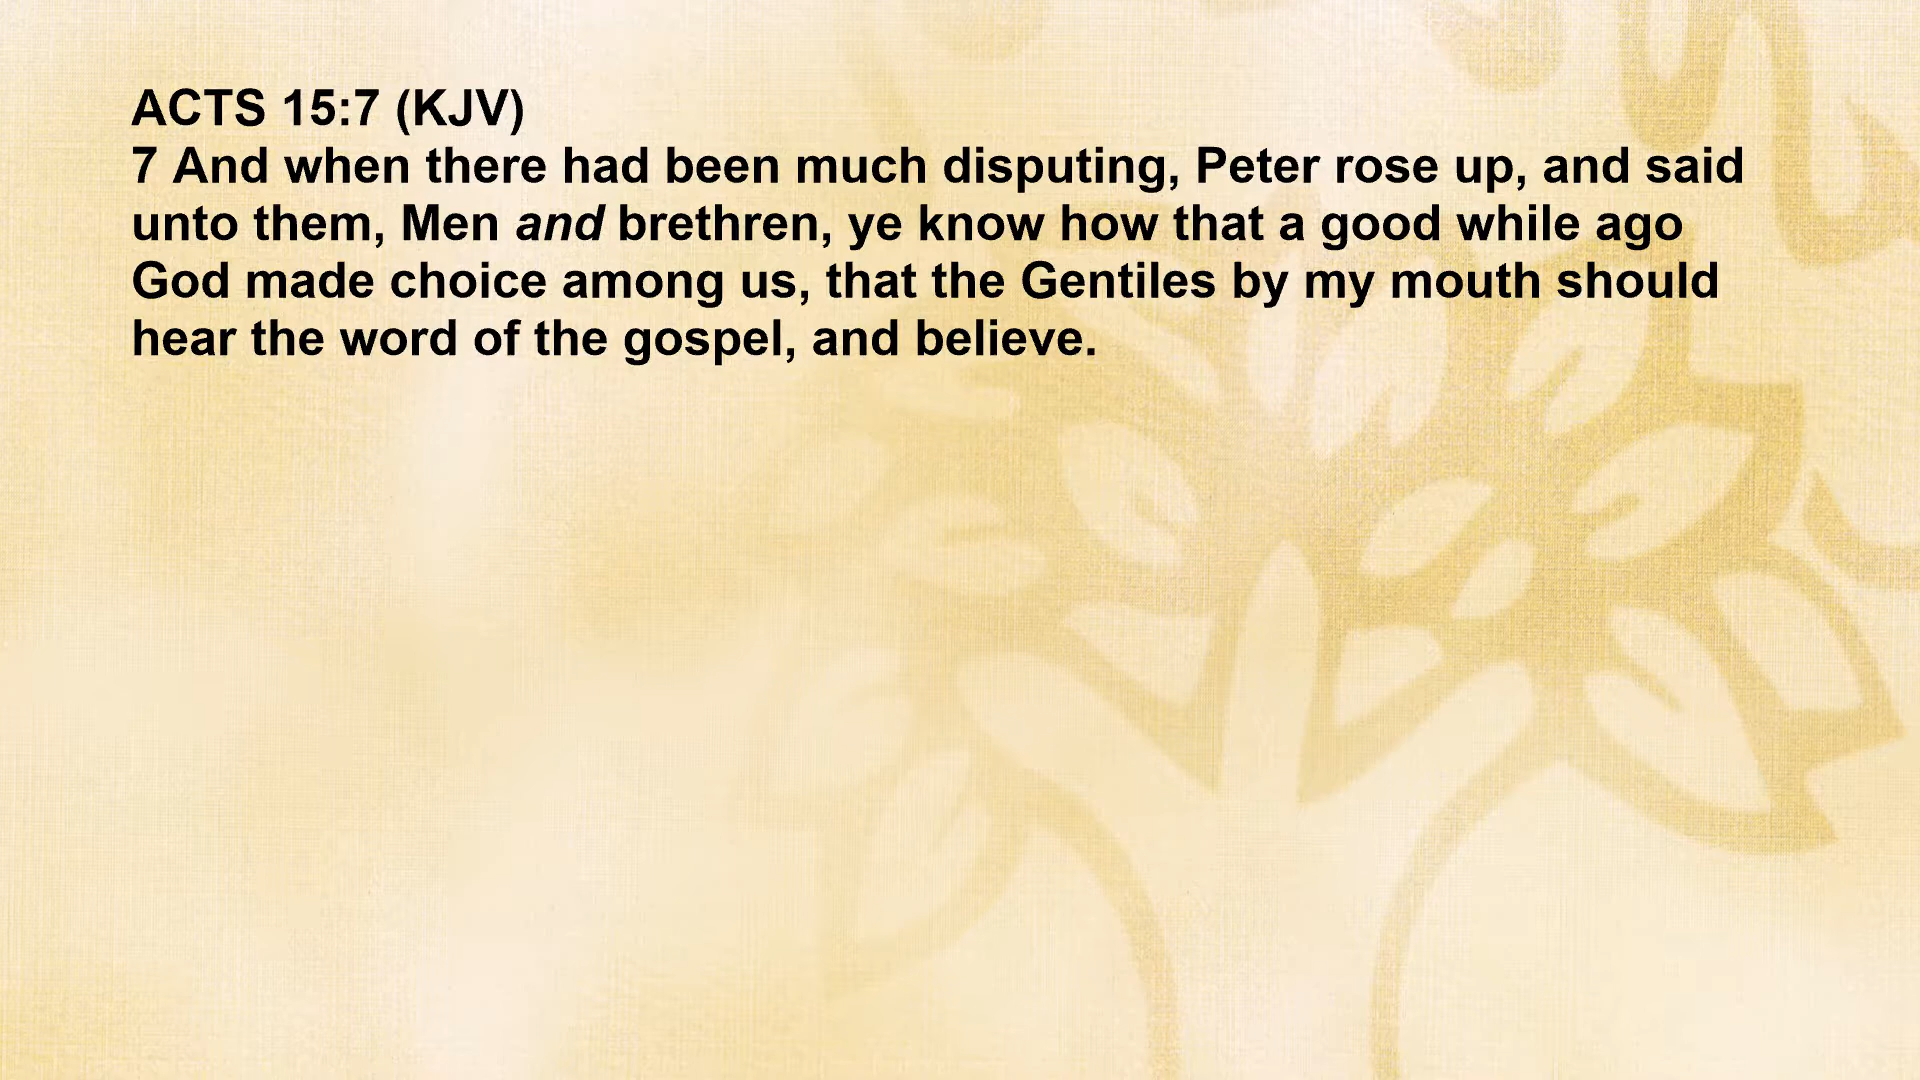 ACTS 15:7 (KJV)
7 And when there had been much disputing, Peter rose up, and said
unto them, Men and brethren, ye know how that a good while ago
God made choice among us, that the Gentiles by my mouth should
hear the word of the gospel, and believe.